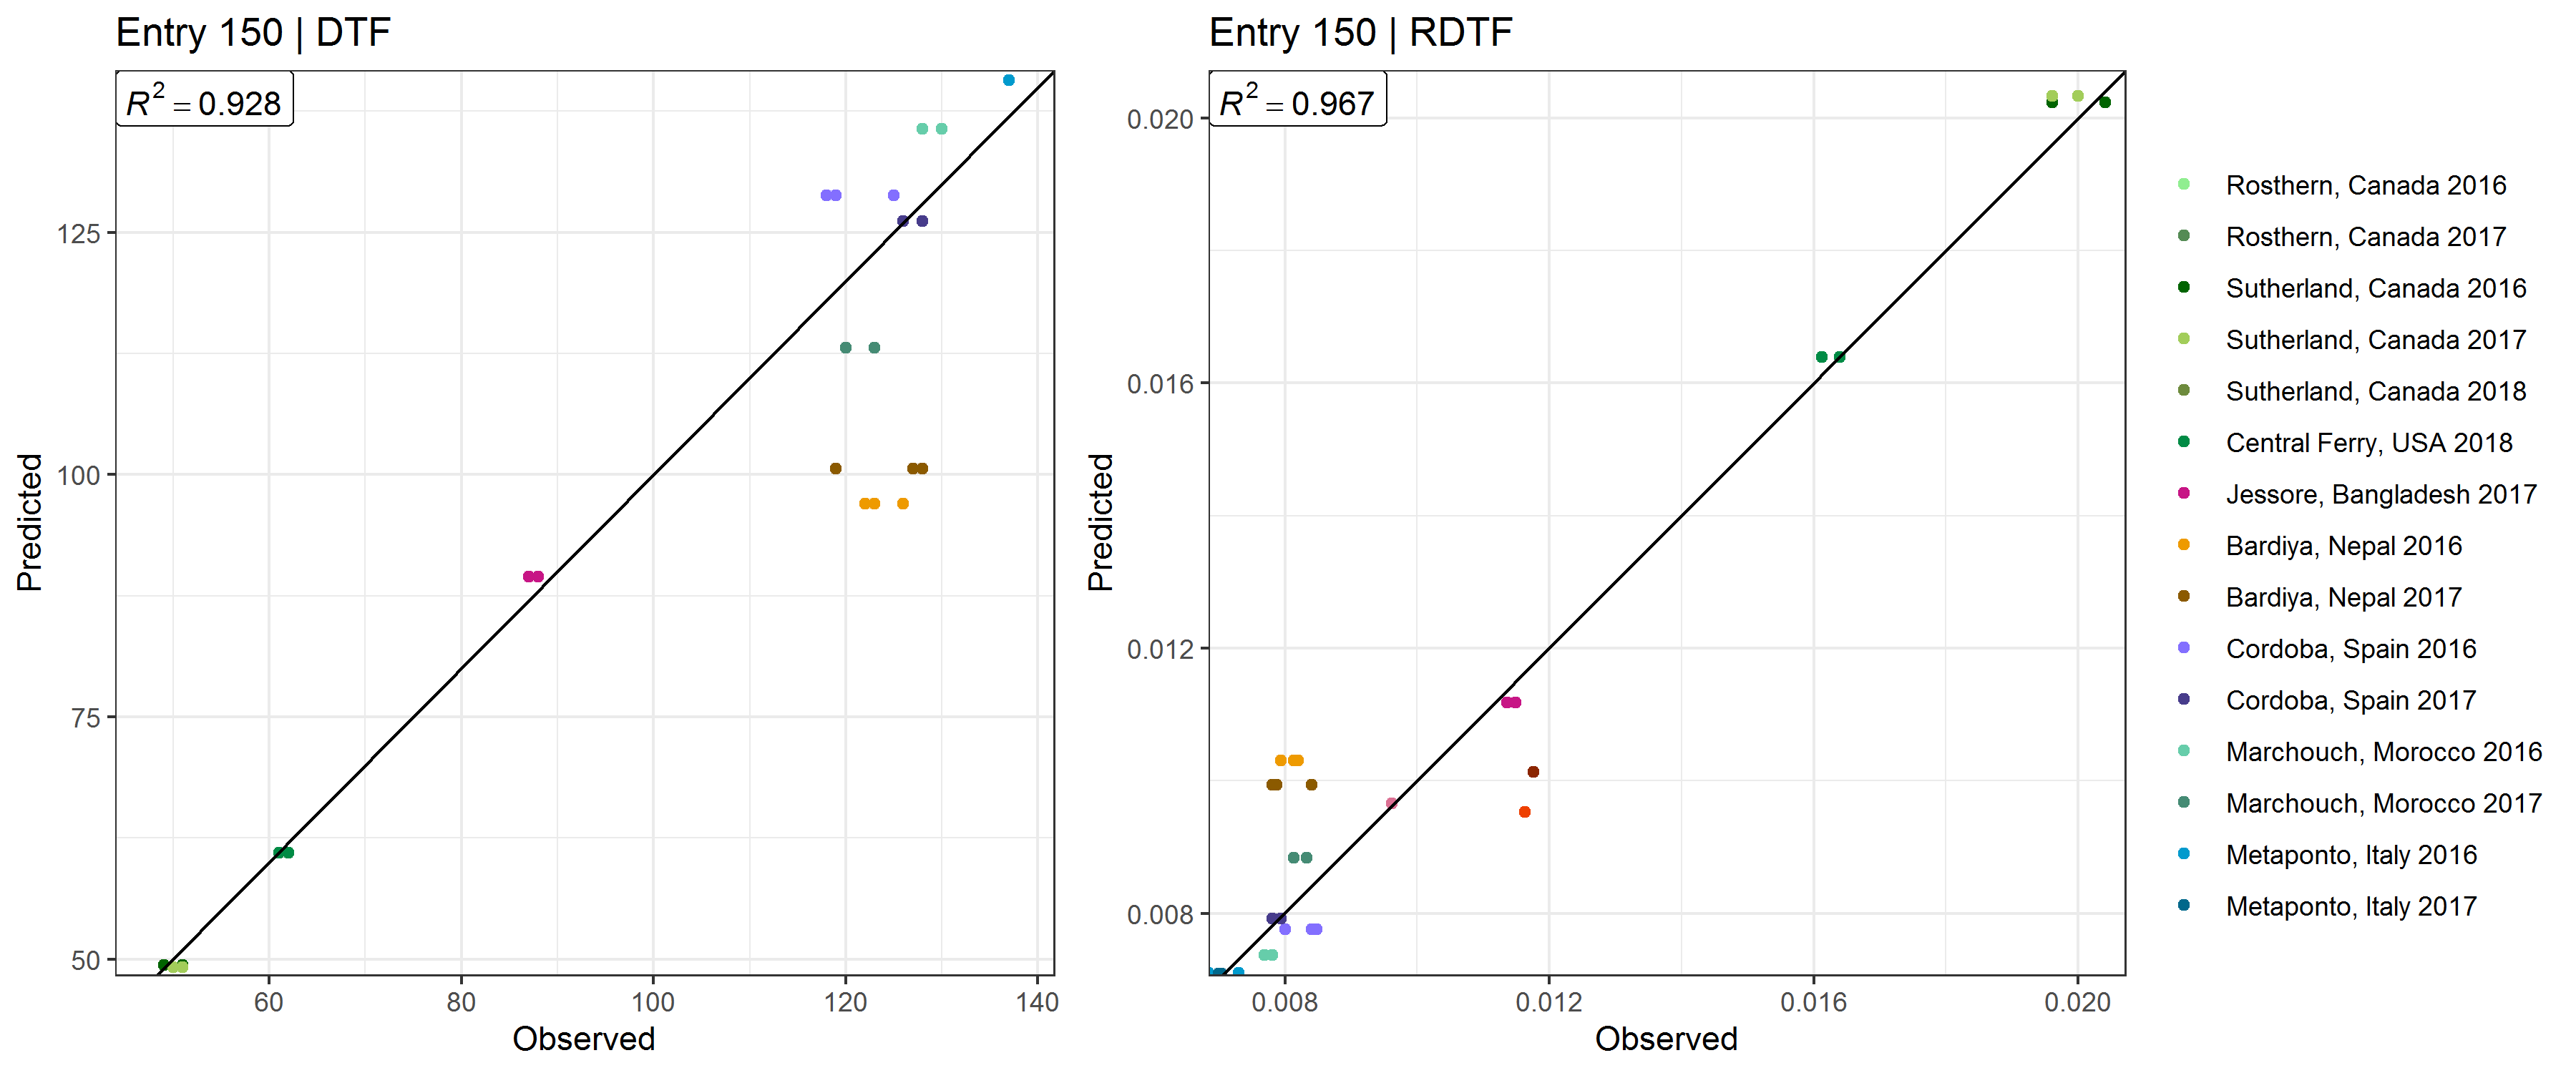 Entry 150 | DTF
R² = 0.928
125
100
75
50
60 80 100 120 140
Observed
Predicted
Entry 150 | RDTF
R² = 0.967
0.020
0.016
0.012
0.008
0.008 0.012 0.016 0.020
Observed
Predicted
Rosthern, Canada 2016
Rosthern, Canada 2017
Sutherland, Canada 2016
Sutherland, Canada 2017
Sutherland, Canada 2018
Central Ferry, USA 2018
Jessore, Bangladesh 2017
Bardiya, Nepal 2016
Bardiya, Nepal 2017
Cordoba, Spain 2016
Cordoba, Spain 2017
Marchouch, Morocco 2016
Marchouch, Morocco 2017
Metaponto, Italy 2016
Metaponto, Italy 2017